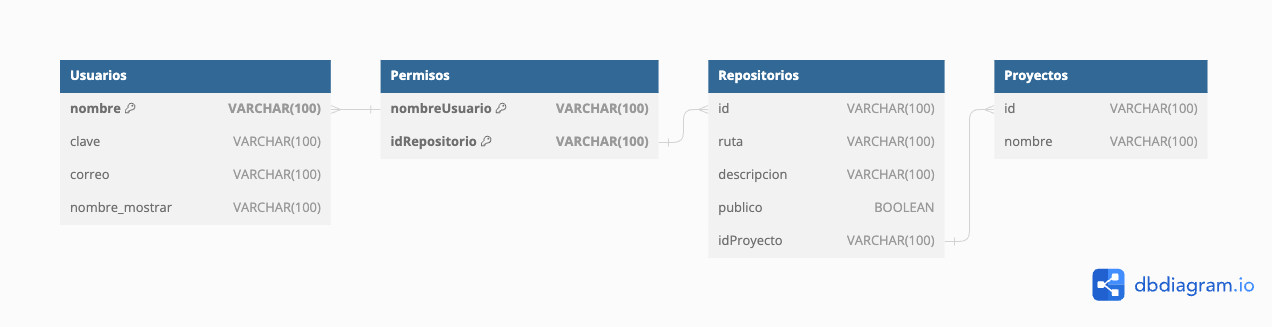 Usuarios
nombre VARCHAR(100)
clave VARCHAR(100)
correo VARCHAR(100)
nombre_mostrar VARCHAR(100)
Permisos
nombreUsuario VARCHAR(100)
idRepositorio VARCHAR(100)
Repositorios
id VARCHAR(100)
ruta VARCHAR(100)
descripcion VARCHAR(100)
publico BOOLEAN
idProyecto VARCHAR(100)
Proyectos
id VARCHAR(100)
nombre VARCHAR(100)
dbdiagram.io